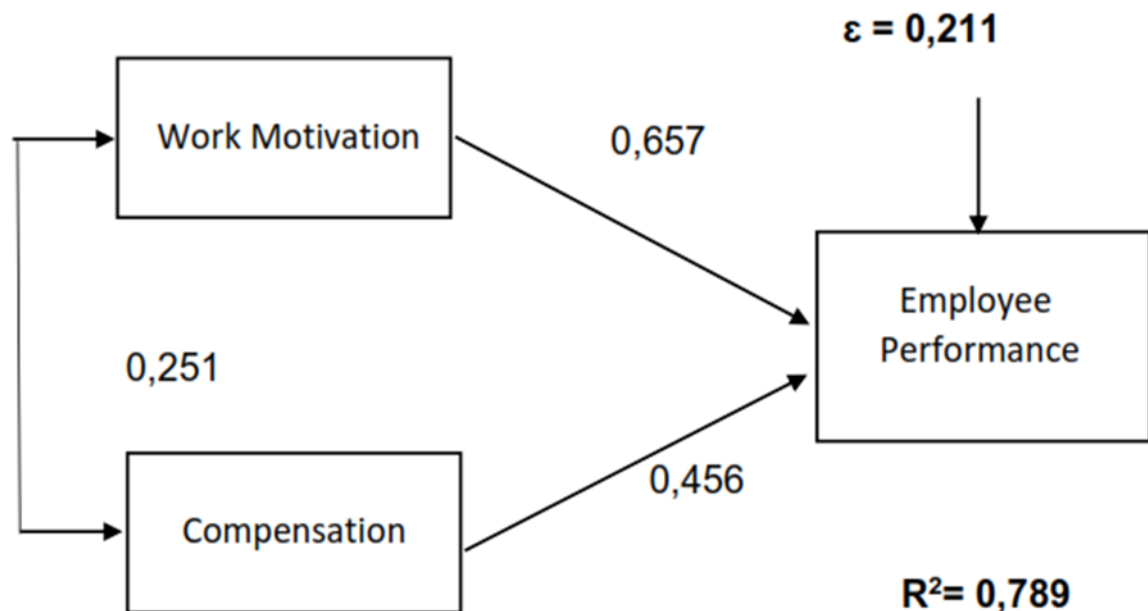 ε = 0,211
Work Motivation
0,657
Employee
Performance
0,251
0,456
Compensation
R²= 0,789